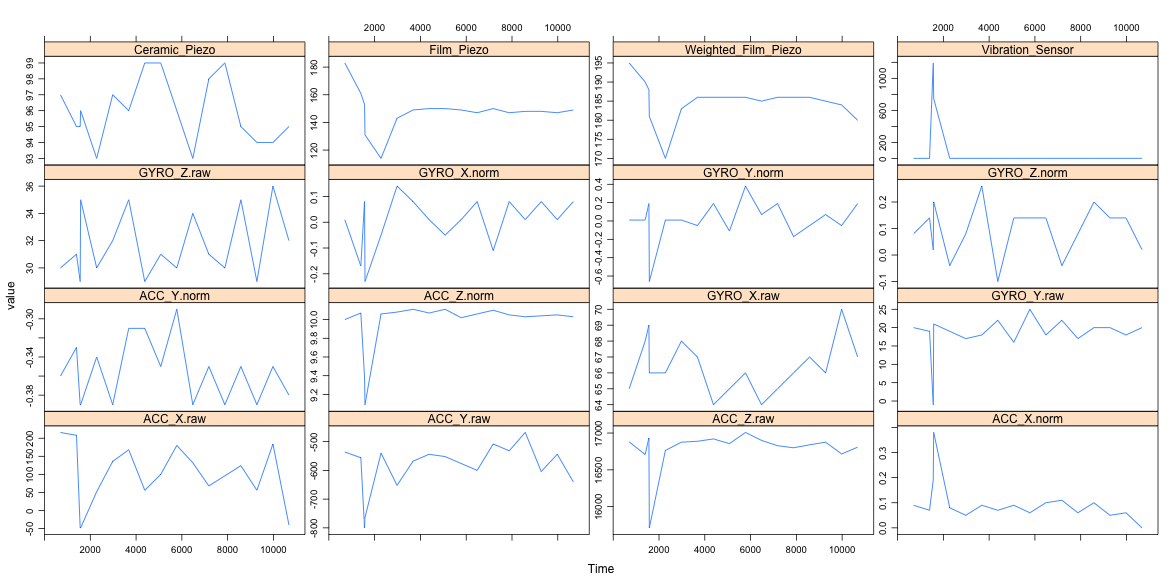 2000 4000 6000 8000 10000 2000 4000 6000 8000 10000
Ceramic_Piezo Film_Piezo Weighted_Film_Piezo Vibration_Sensor
93 94 95 96 97 98 99 120 140 160 180 170 175 180 185 190 195 0 200 600 1000
GYRO_Z.raw GYRO_X.norm GYRO_Y.norm GYRO_Z.norm
30 32 34 36 -0.2 -0.1 0.0 0.1 -0.6 -0.4 -0.2 0.0 0.2 0.4 -0.1 0.0 0.1 0.2
value
ACC_Y.norm ACC_Z.norm GYRO_X.raw GYRO_Y.raw
-0.38 -0.34 -0.30 9.2 9.4 9.6 9.8 10.0 64 65 66 67 68 69 70 0 5 10 15 20 25
ACC_X.raw ACC_Y.raw ACC_Z.raw ACC_X.norm
-50 0 50 100 150 200 -800 -700 -600 -500 16000 16500 17000 0.0 0.1 0.2 0.3
2000 4000 6000 8000 10000 2000 4000 6000 8000 10000
Time